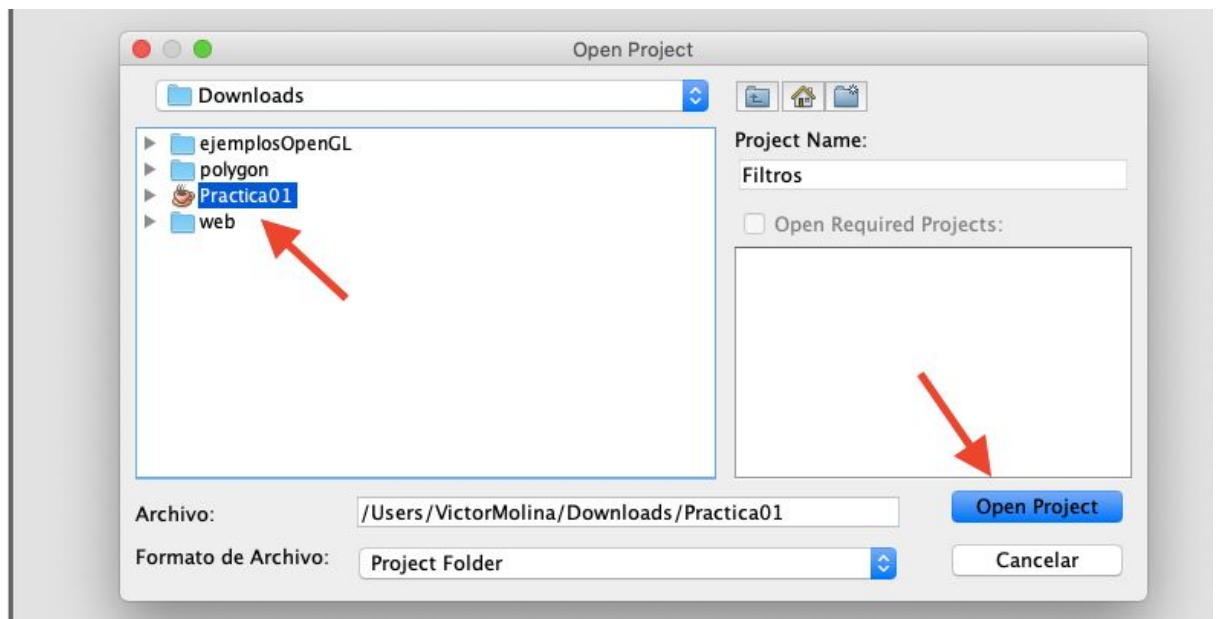 Open Project
Downloads
ejemplosOpenGL
polygon
Practica01
web
Project Name:
Filtros
Open Required Projects:
Archivo:
/Users/VictorMolina/Downloads/Practica01
Open Project
Formato de Archivo:
Project Folder
Cancelar